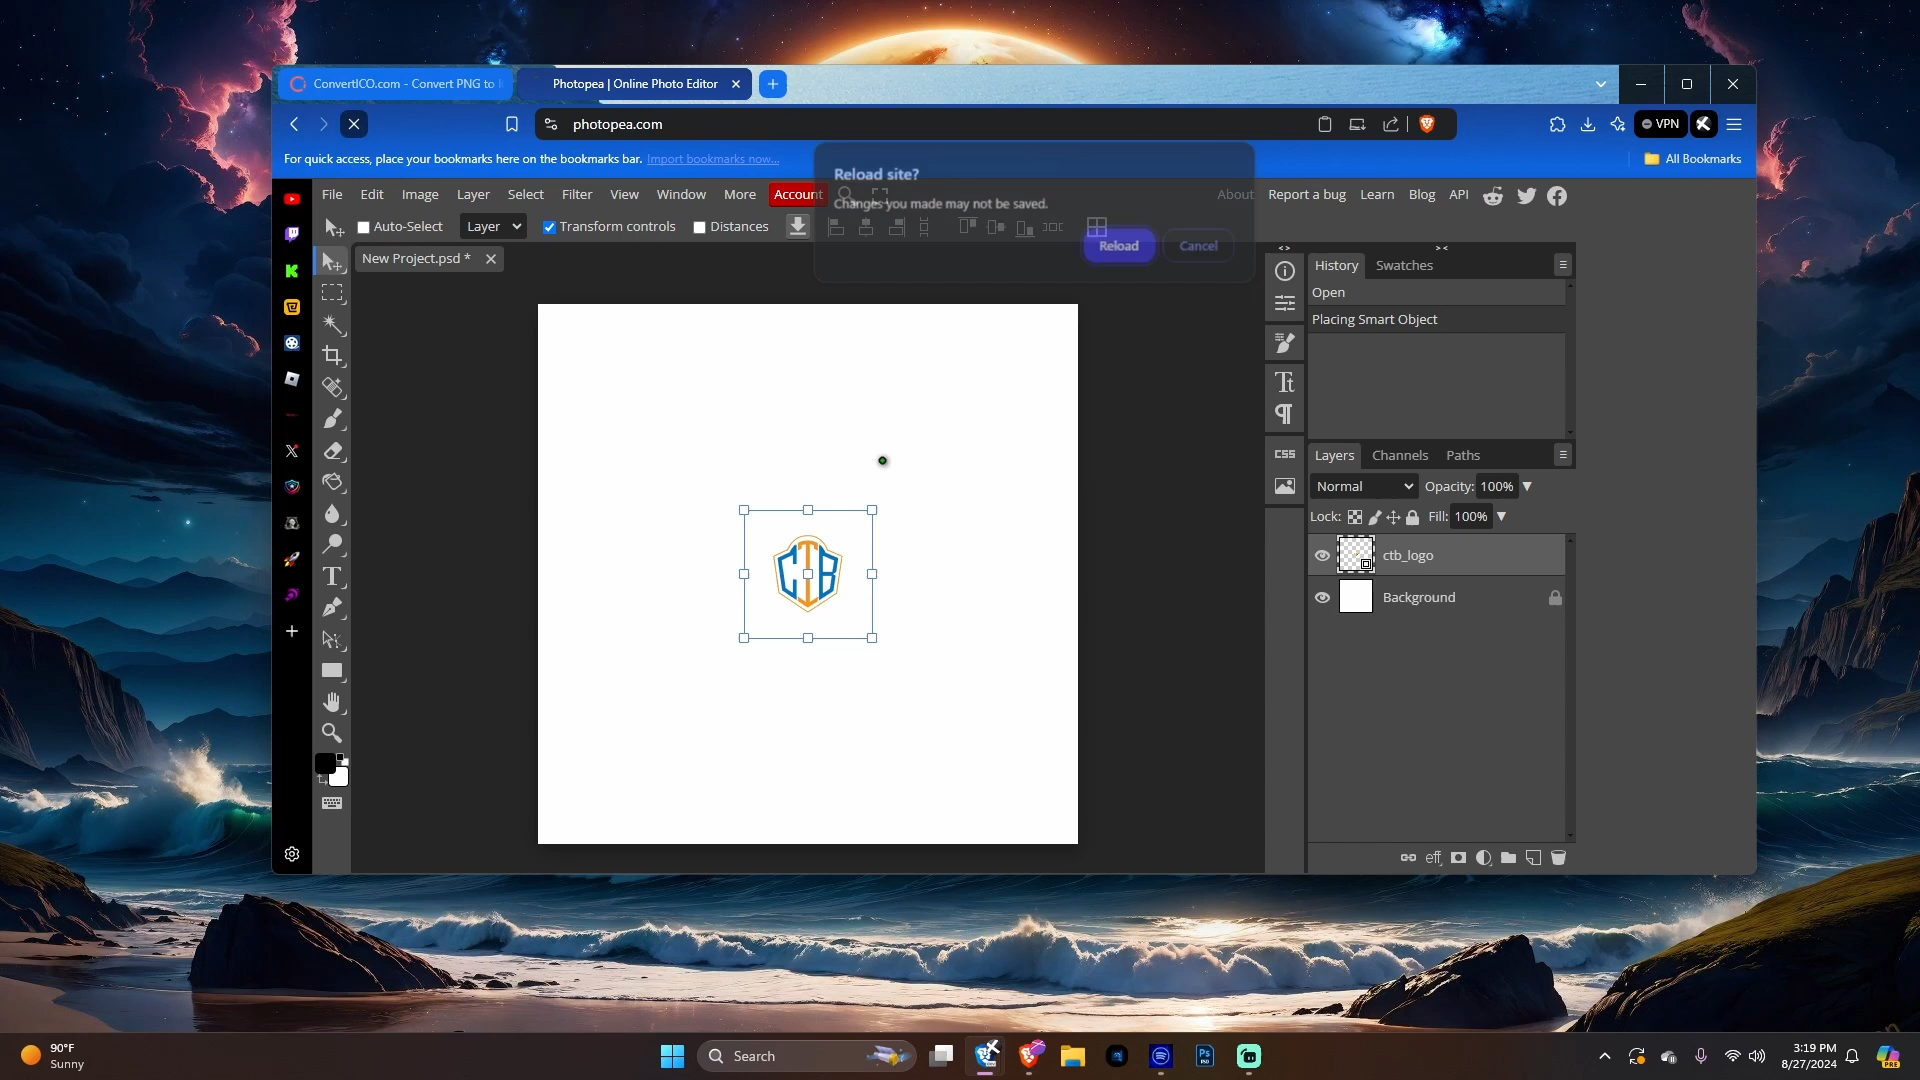 ConvertICO.com - Convert PNG to I
Photopea | Online Photo Editor
photopea.com
VPN
For quick access, place your bookmarks here on the bookmarks bar. Import bookmarks now...
All Bookmarks
Reload site?
Changes you made may not be saved.
Reload
Cancel
File
Edit
Image
Layer
Select
Filter
View
Window
More
Account
About
Report a bug
Learn
Blog
API
Auto-Select
Layer
Transform controls
Distances
New Project.psd *
History
Swatches
Open
Placing Smart Object
CSS
Layers
Channels
Paths
Normal
Opacity: 100%
Lock:
Fill: 100%
ctb_logo
Background
CTB
eff
90°F
Sunny
Search
Ps
3:19 PM
8/27/2024
PRE